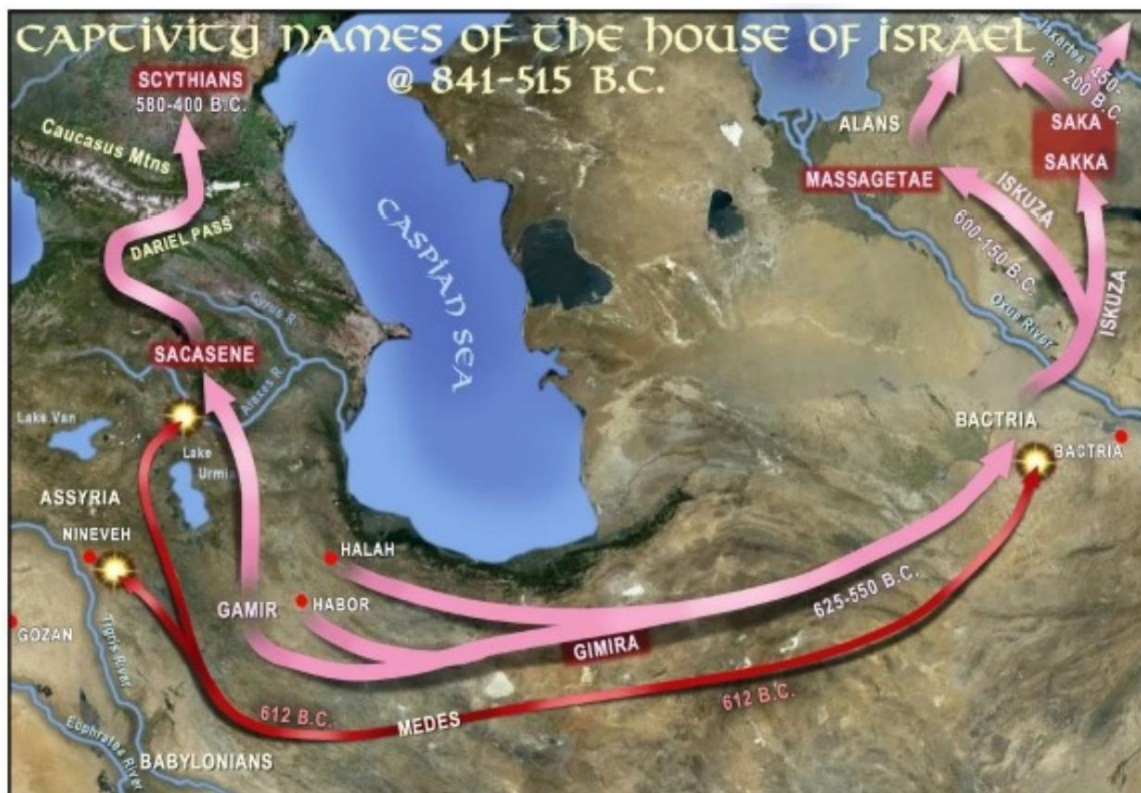 CAPTIVITY NAMES OF THE HOUSE OF ISRAEL
@ 841-515 B.C.
SCYTHIANS
580-400 B.C.
Caucasus Mtns
DARIEL PASS
Cyrus R.
SACASENE
Araxes R.
Lake Van
Lake
Urmia
ASSYRIA
NINEVEH
GOZAN
Tigris River
Euphrates River
BABYLONIANS
GAMIR
HALAH
HABOR
CASPIAN SEA
GIMIRA
612 B.C.
MEDES
612 B.C.
625-550 B.C.
BACTRIA
BACTRIA
Oxus River
ISKUZA
ISKUZA
600-150 B.C.
MASSAGETAE
ALANS
SAKA
SAKKA
Jaxartes
R.
450-
200 B.C.